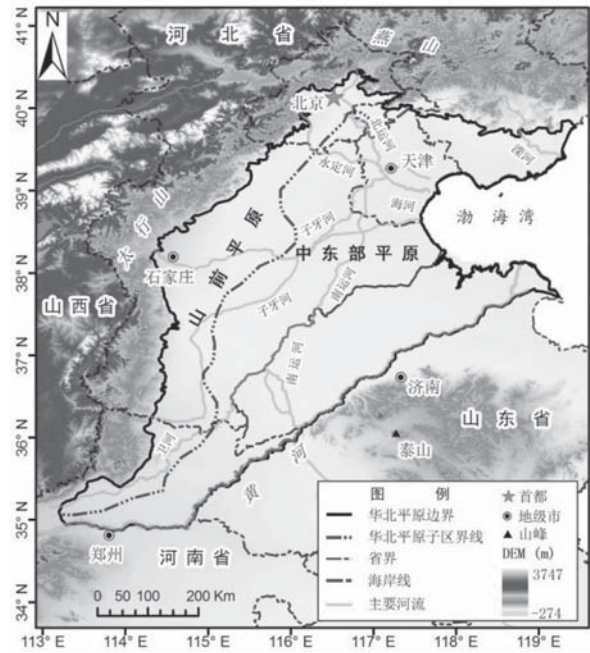 41° N
40° N
39° N
38° N
37° N
36° N
35° N
34° N
113° E
114° E
115° E
116° E
117° E
118° E
119° E
N
河北省
燕山
北京
北运河
天津
滦河
永定河
海河
渤海湾
太行山
子牙河
中东部平原
石家庄
山前平原
南运河
山西省
子牙河
南运河
济南
山东省
泰山
卫河
黄河
郑州
河南省
0 25 50 100 150 200 Km
图例
华北平原边界
华北平原子区界线
省界
海岸线
主要河流
首都
地级市
山峰
DEM (m)
3747
-274